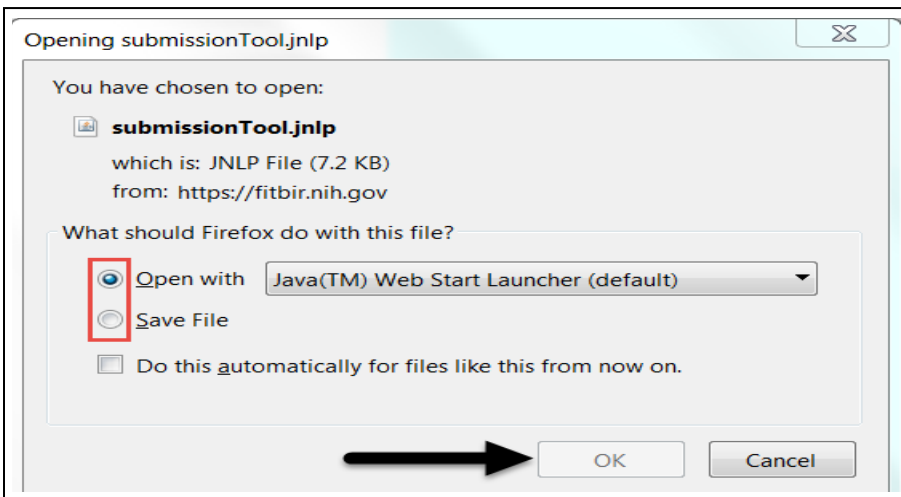 Opening submissionTool.jnlp
You have chosen to open:
submissionTool.jnlp
which is: JNLP File (7.2 KB)
from: https://fitbir.nih.gov
What should Firefox do with this file?
Open with Java(TM) Web Start Launcher (default)
Save File
Do this automatically for files like this from now on.
OK Cancel